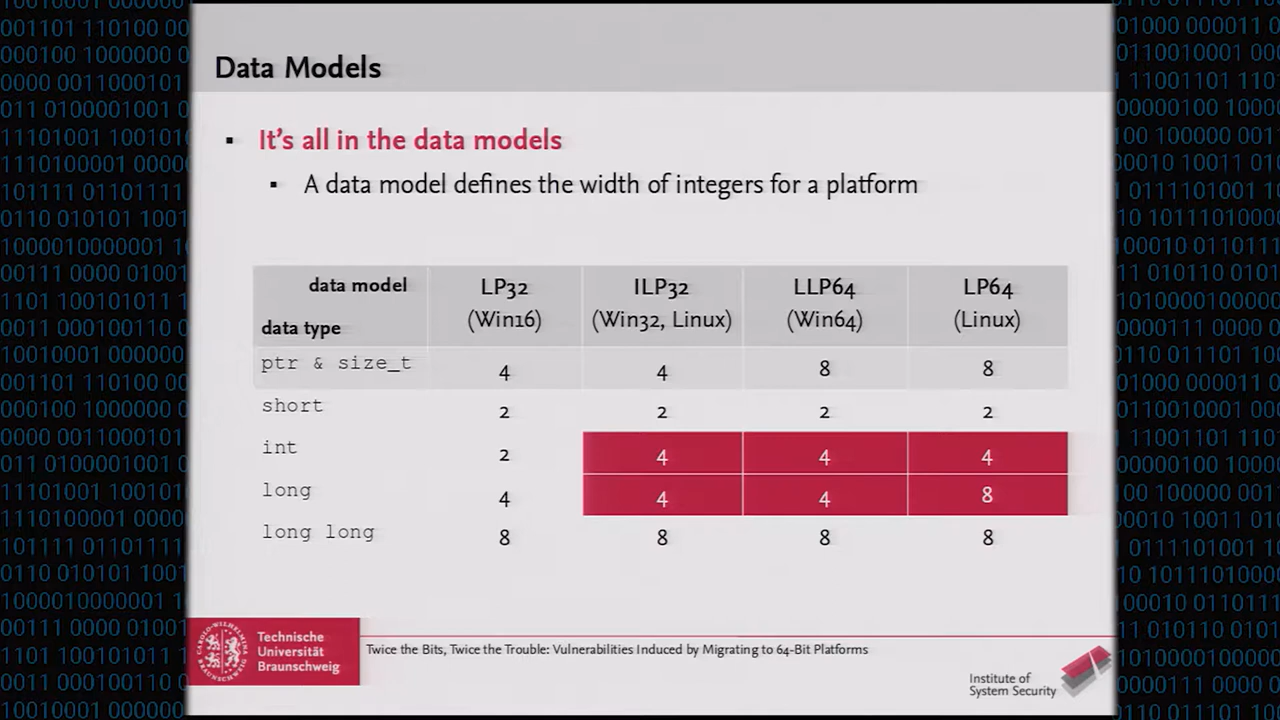 Data Models
It's all in the data models
A data model defines the width of integers for a platform
data model LP32 ILP32 LLP64 LP64
data type (Win16) (Win32, Linux) (Win64) (Linux)
ptr & size_t 4 4 8 8
short 2 2 2 2
int 2 4 4 4
long 4 4 4 8
long long 8 8 8 8
Technische
Universität
Braunschweig
Twice the Bits, Twice the Trouble: Vulnerabilities Induced by Migrating to 64-Bit Platforms
Institute of
System Security